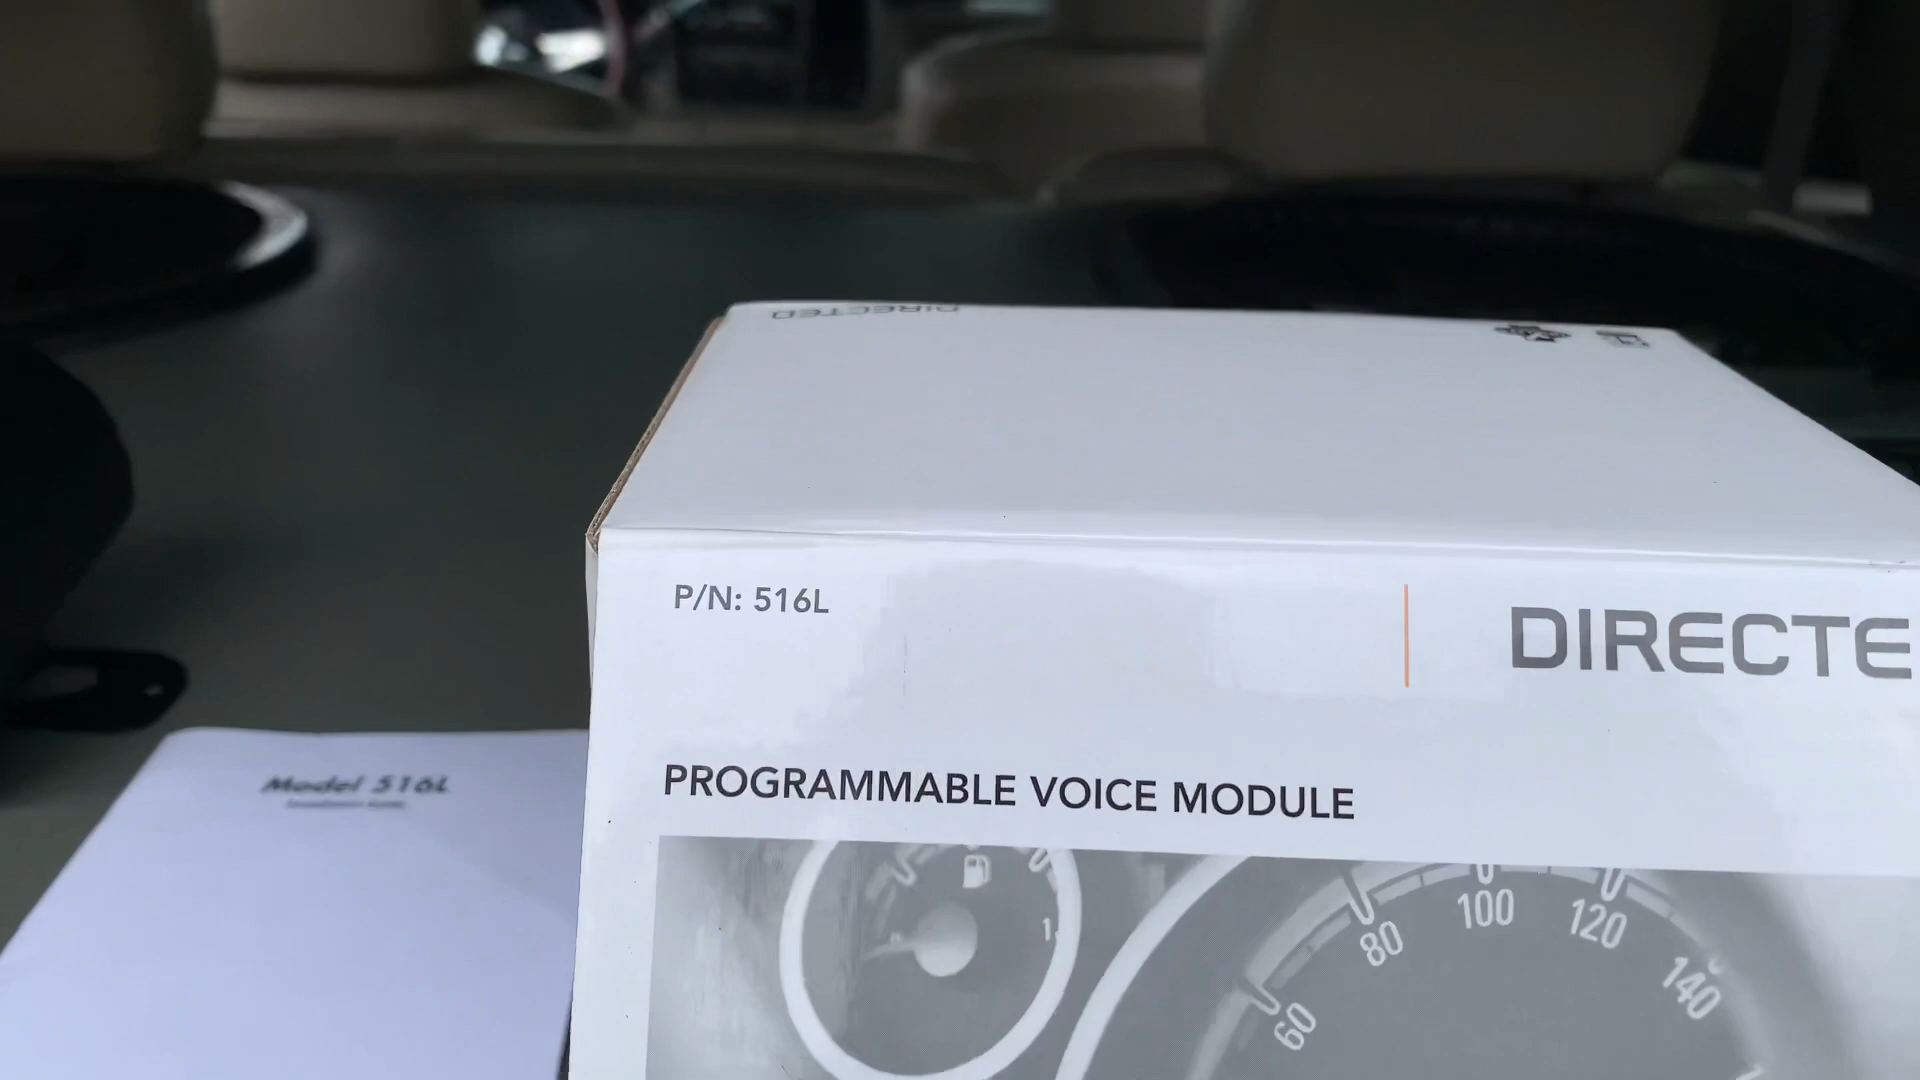 DIRECTED
P/N: 516L
DIRECTE
PROGRAMMABLE VOICE MODULE
Model 516L
60
80
100
120
140